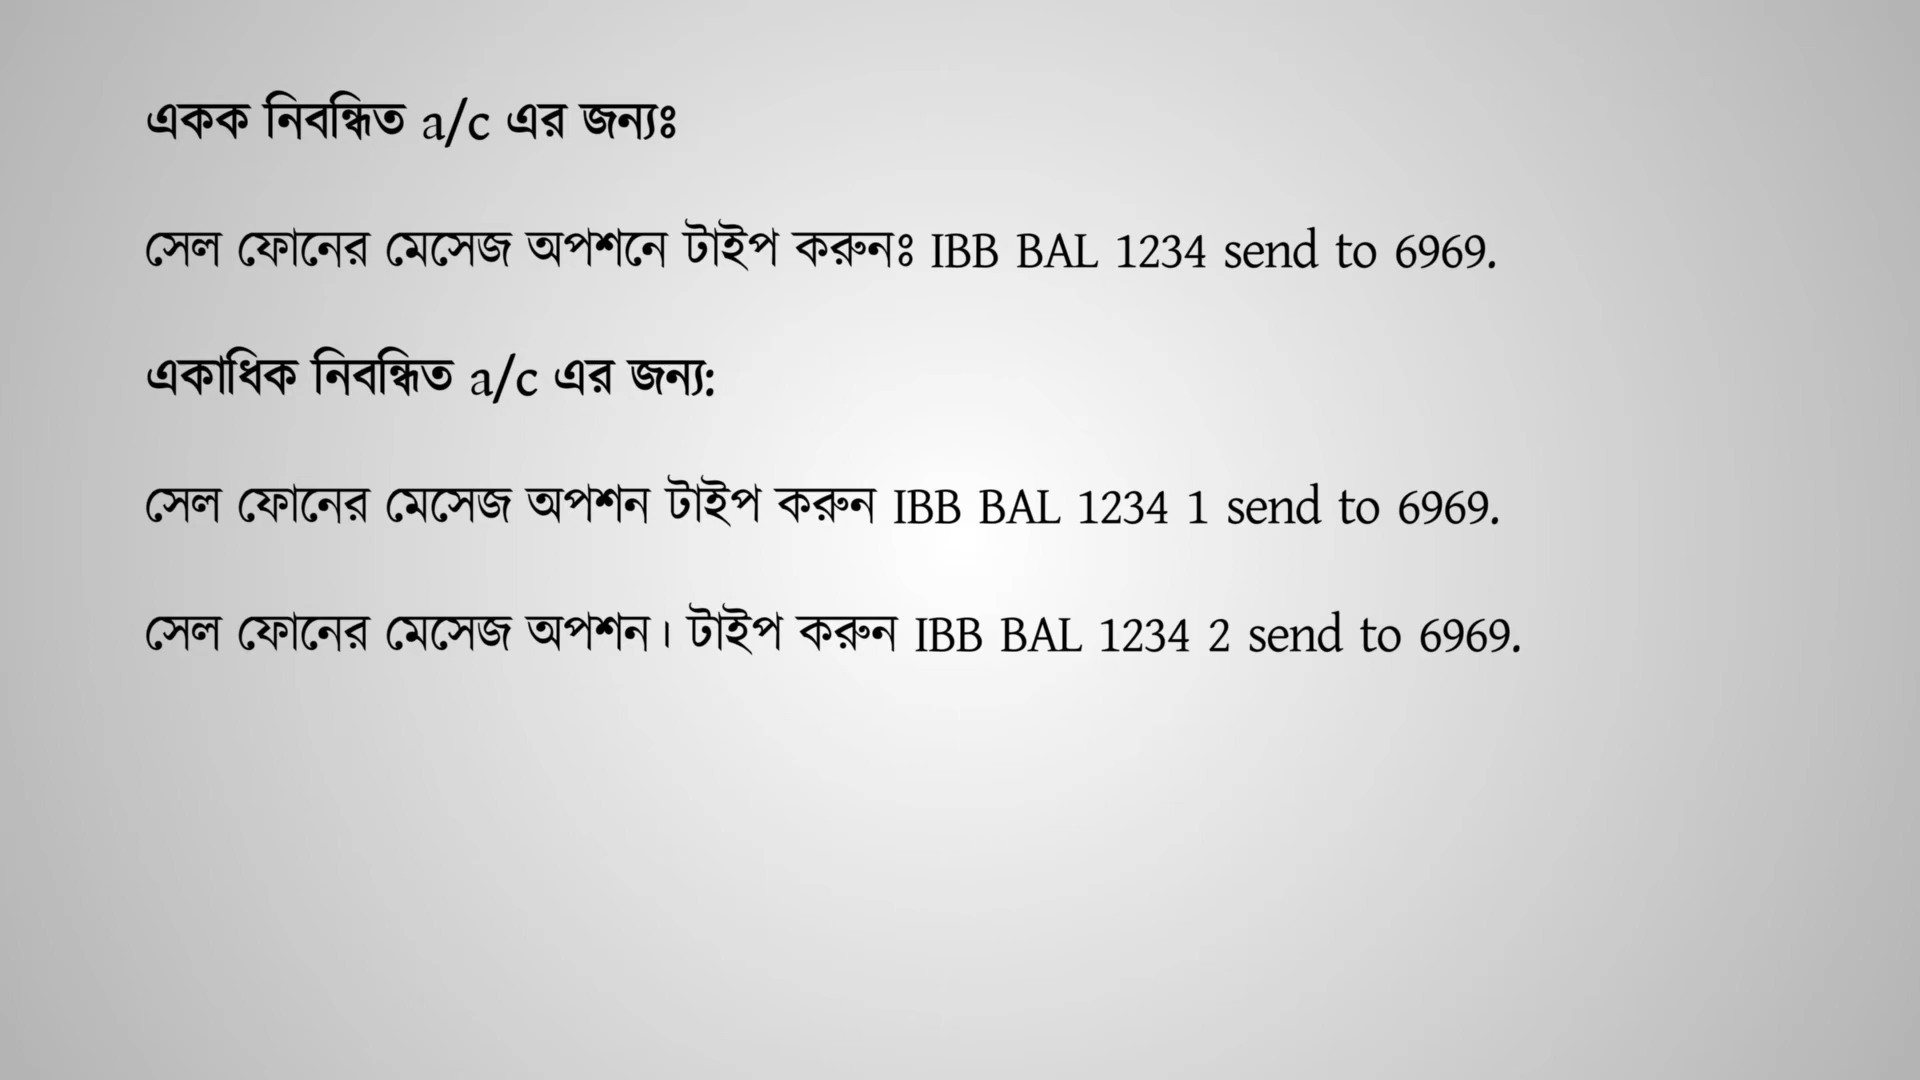 একক নিবন্ধিত a/c এর জন্যঃ
সেল ফোনের মেসেজ অপশনে টাইপ করুনঃ IBB BAL 1234 send to 6969.
একাধিক নিবন্ধিত a/c এর জন্য:
সেল ফোনের মেসেজ অপশন টাইপ করুন IBB BAL 1234 1 send to 6969.
সেল ফোনের মেসেজ অপশন। টাইপ করুন IBB BAL 1234 2 send to 6969.